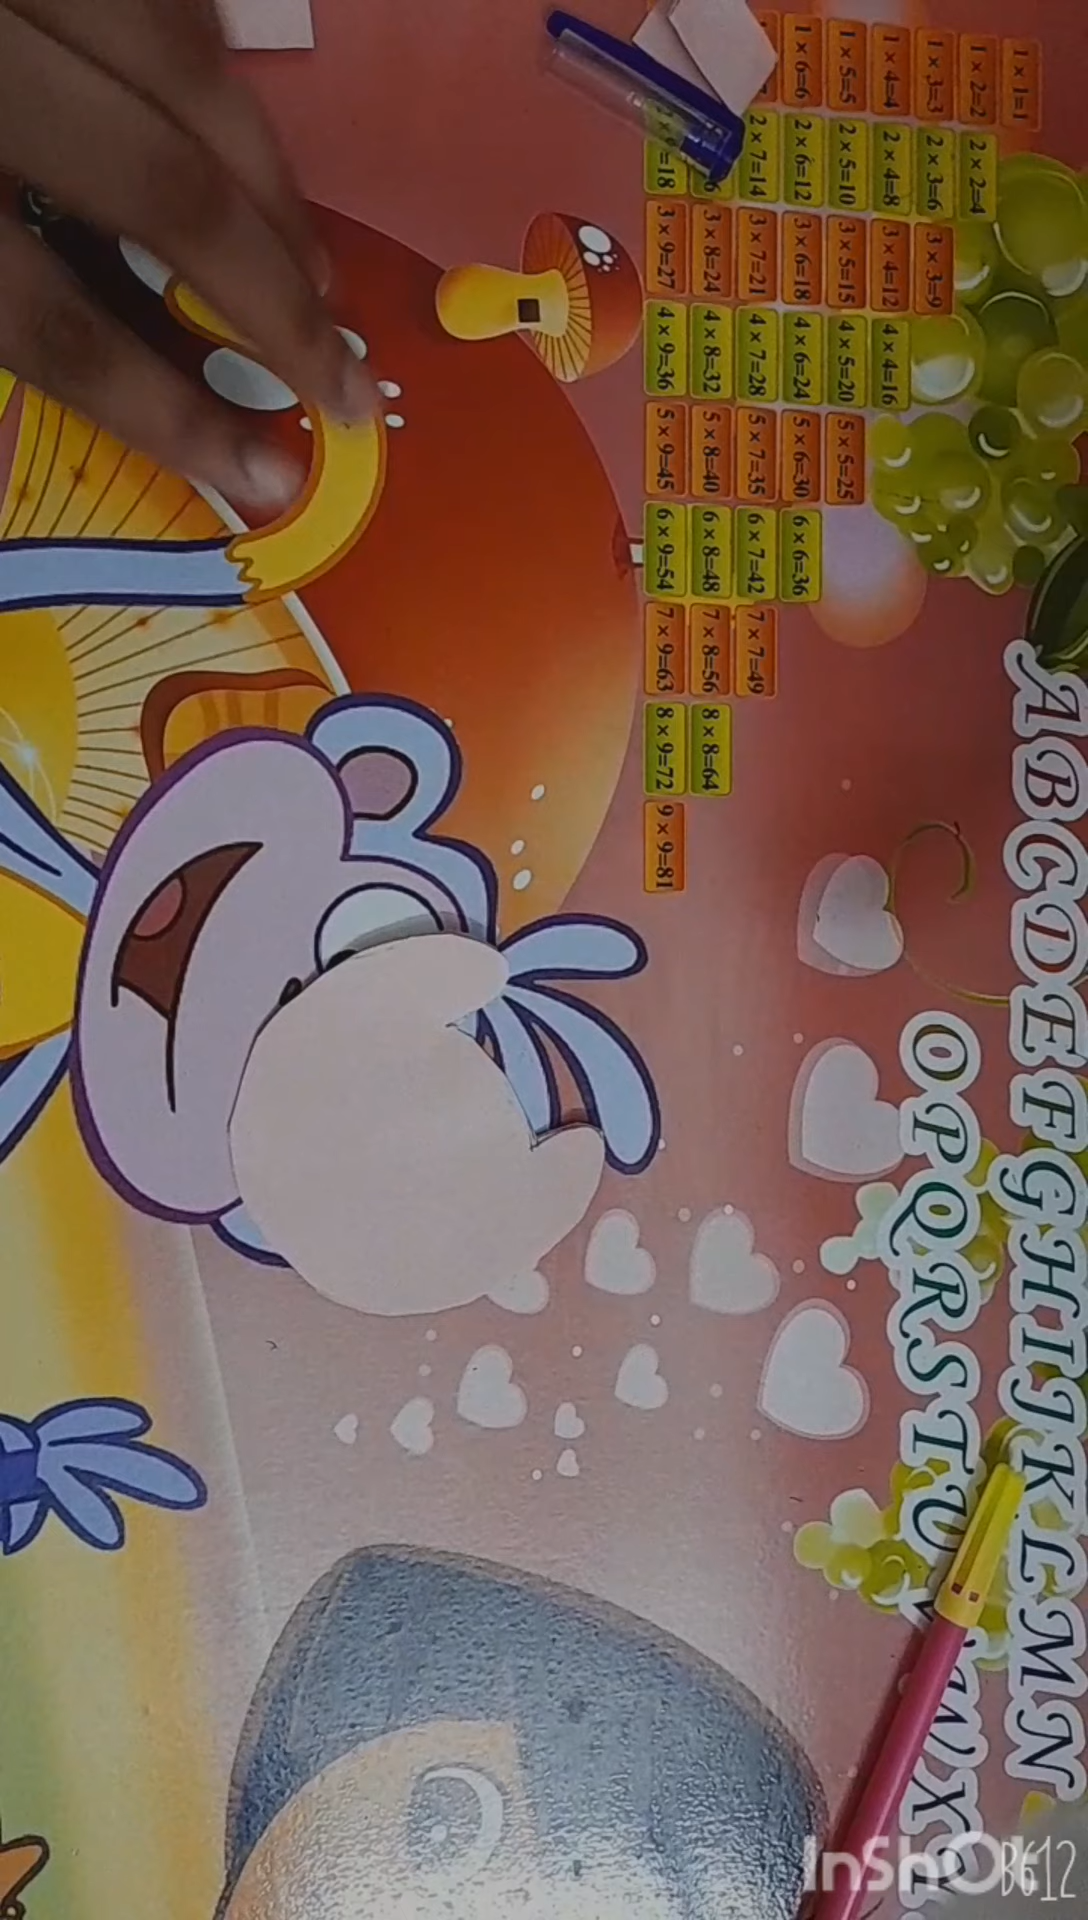 1 × 1=1
1 × 2=2 2 × 2=4
1 × 3=3 2 × 3=6 3 × 3=9
1 × 4=4 2 × 4=8 3 × 4=12 4 × 4=16
1 × 5=5 2 × 5=10 3 × 5=15 4 × 5=20 5 × 5=25
1 × 6=6 2 × 6=12 3 × 6=18 4 × 6=24 5 × 6=30 6 × 6=36
2 × 7=14 3 × 7=21 4 × 7=28 5 × 7=35 6 × 7=42 7 × 7=49
3 × 8=24 4 × 8=32 5 × 8=40 6 × 8=48 7 × 8=56 8 × 8=64
=18 3 × 9=27 4 × 9=36 5 × 9=45 6 × 9=54 7 × 9=63 8 × 9=72 9 × 9=81
A B C D E F G H I J K L M N
O P Q R S T U V W X
InShO
B612